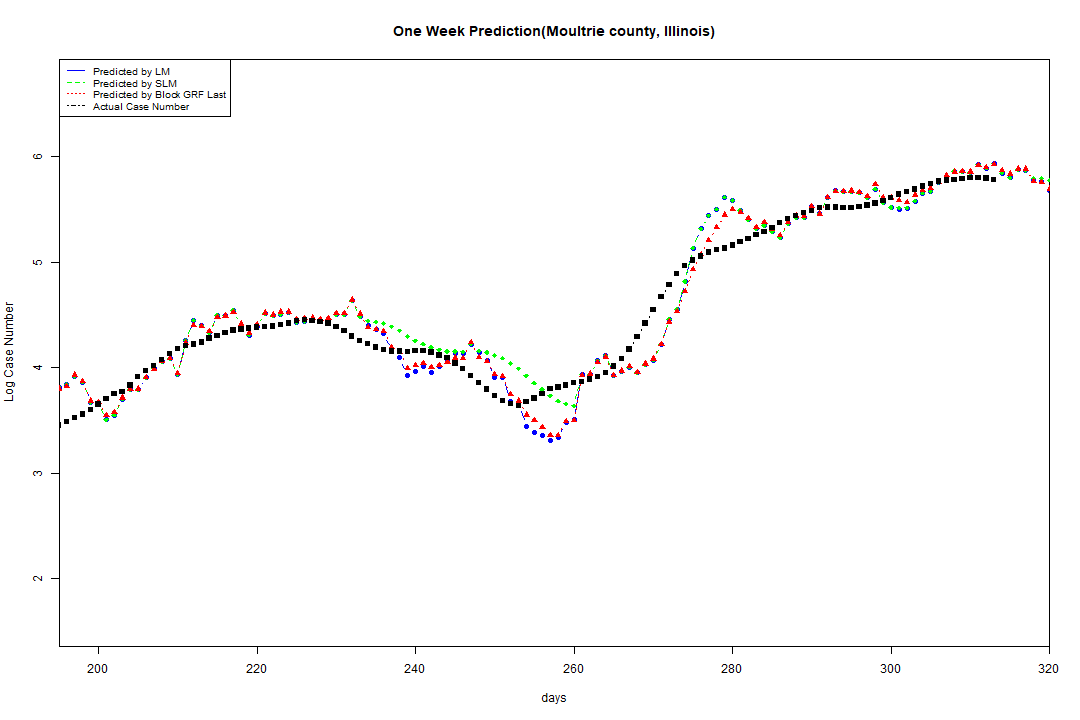 One Week Prediction(Moultrie county, Illinois)
Predicted by LM
Predicted by SLM
Predicted by Block GRF Last
Actual Case Number
6
5
4
3
2
Log Case Number
200 220 240 260 280 300 320
days